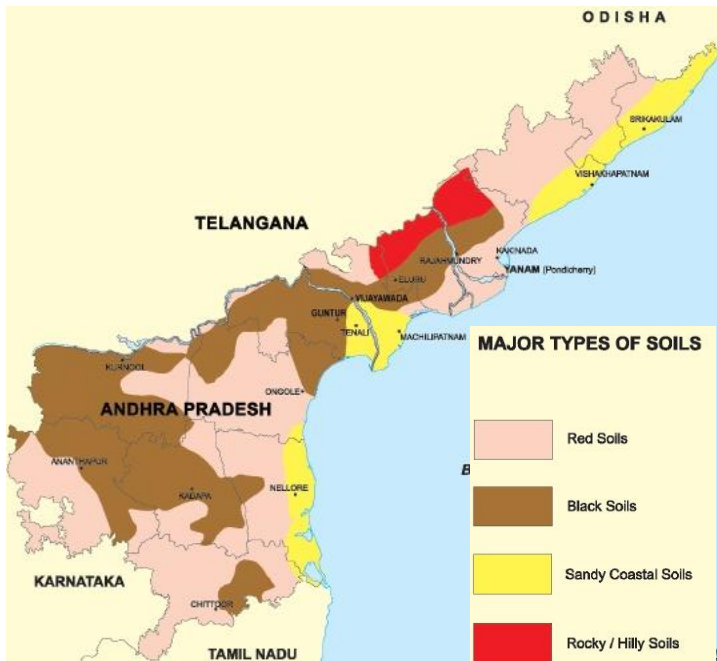 ODISHA
SRIKAKULAM
VISHAKHAPATNAM
TELANGANA
KAKINADA
RAJAHMUNDRY
YANAM (Pondicherry)
ELURU
VIJAYAWADA
GUNTUR
TENALI
MACHILIPATNAM
KURNOOL
ONGOLE
ANDHRA PRADESH
ANANTHAPUR
KADAPA
NELLORE
B
KARNATAKA
CHITTOOR
TAMIL NADU
MAJOR TYPES OF SOILS
Red Soils
Black Soils
Sandy Coastal Soils
Rocky / Hilly Soils